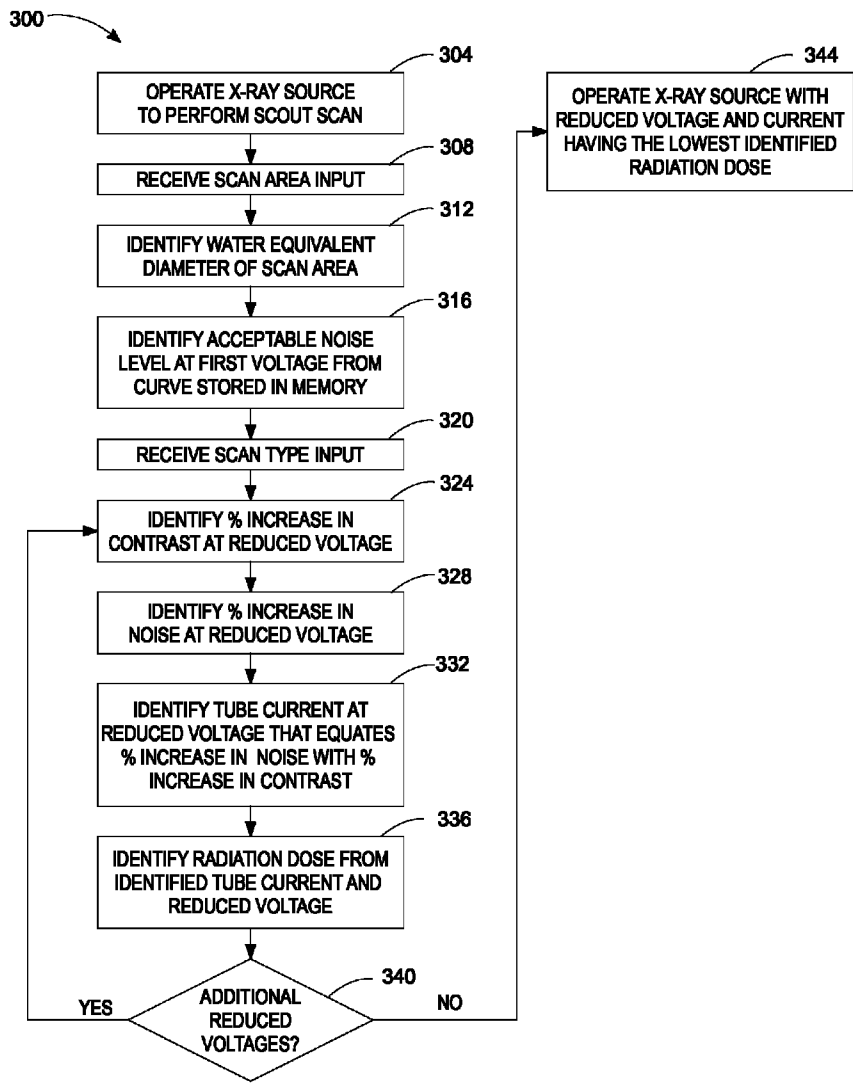 300
304
OPERATE X-RAY SOURCE
TO PERFORM SCOUT SCAN
308
RECEIVE SCAN AREA INPUT
312
IDENTIFY WATER EQUIVALENT
DIAMETER OF SCAN AREA
316
IDENTIFY ACCEPTABLE NOISE
LEVEL AT FIRST VOLTAGE FROM
CURVE STORED IN MEMORY
320
RECEIVE SCAN TYPE INPUT
324
IDENTIFY % INCREASE IN
CONTRAST AT REDUCED VOLTAGE
328
IDENTIFY % INCREASE IN
NOISE AT REDUCED VOLTAGE
332
IDENTIFY TUBE CURRENT AT
REDUCED VOLTAGE THAT EQUATES
% INCREASE IN NOISE WITH %
INCREASE IN CONTRAST
336
IDENTIFY RADIATION DOSE FROM
IDENTIFIED TUBE CURRENT AND
REDUCED VOLTAGE
340
ADDITIONAL
REDUCED
VOLTAGES?
YES
NO
344
OPERATE X-RAY SOURCE WITH
REDUCED VOLTAGE AND CURRENT
HAVING THE LOWEST IDENTIFIED
RADIATION DOSE